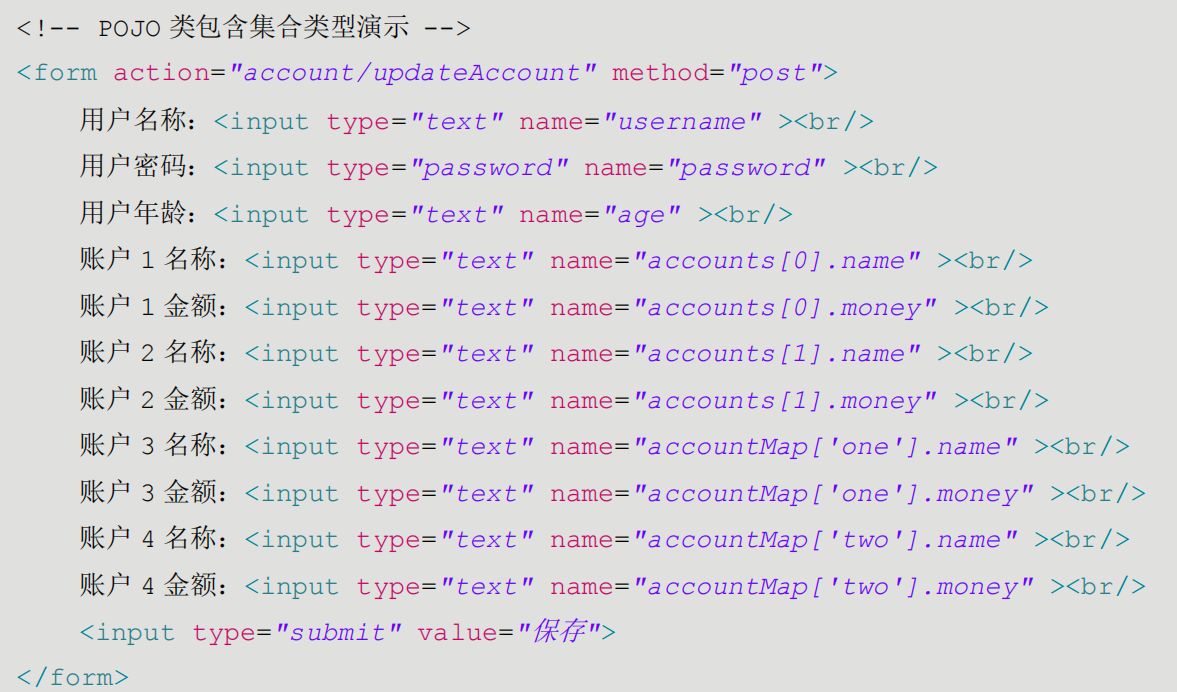 <!-- POJO 类包含集合类型演示 -->
<form action="account/updateAccount" method="post">
用户名称：<input type="text" name="username" ><br/>
用户密码：<input type="password" name="password" ><br/>
用户年龄：<input type="text" name="age" ><br/>
账户 1 名称：<input type="text" name="accounts[0].name" ><br/>
账户 1 金额：<input type="text" name="accounts[0].money" ><br/>
账户 2 名称：<input type="text" name="accounts[1].name" ><br/>
账户 2 金额：<input type="text" name="accounts[1].money" ><br/>
账户 3 名称：<input type="text" name="accountMap['one'].name" ><br/>
账户 3 金额：<input type="text" name="accountMap['one'].money" ><br/>
账户 4 名称：<input type="text" name="accountMap['two'].name" ><br/>
账户 4 金额：<input type="text" name="accountMap['two'].money" ><br/>
<input type="submit" value="保存">
</form>